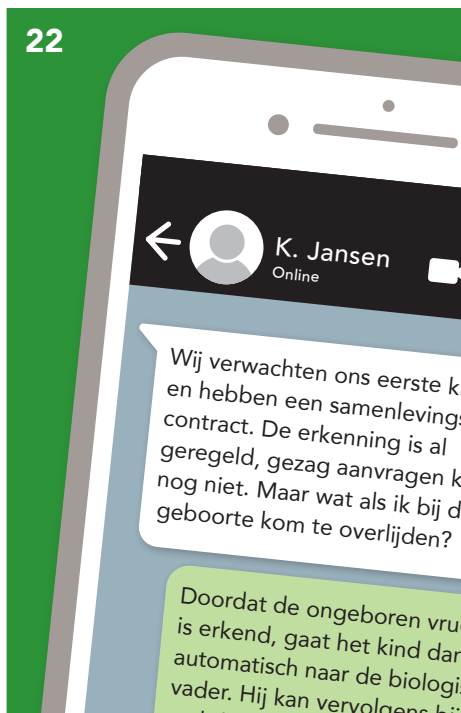 22
K. Jansen
Online
Wij verwachten ons eerste
en hebben een samenlevings
contract. De erkenning is al
geregeld, gezag aanvragen
nog niet. Maar wat als ik bij
geboorte kom te overlijden?
Doordat de ongeboren
is erkend, gaat het kind
automatisch naar de
vader. Hij kan vervolgens